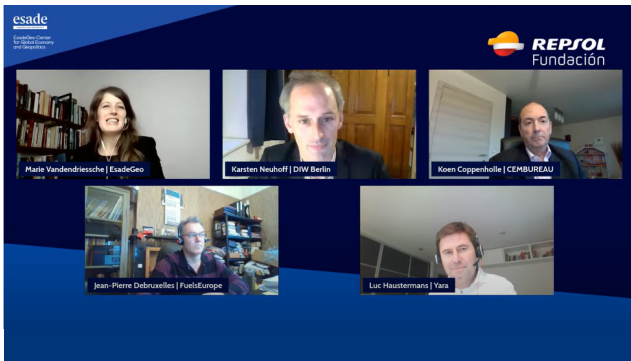 esade
EsadeGeo-Center
for Global Economy
and Geopolitics
REPSOL
Fundación
Marie Vandendriessche | EsadeGeo
Karsten Neuhoff | DIW Berlin
Koen Coppenholle | CEMBUREAU
Jean-Pierre Debruxelles | FuelsEurope
Luc Haustermans | Yara